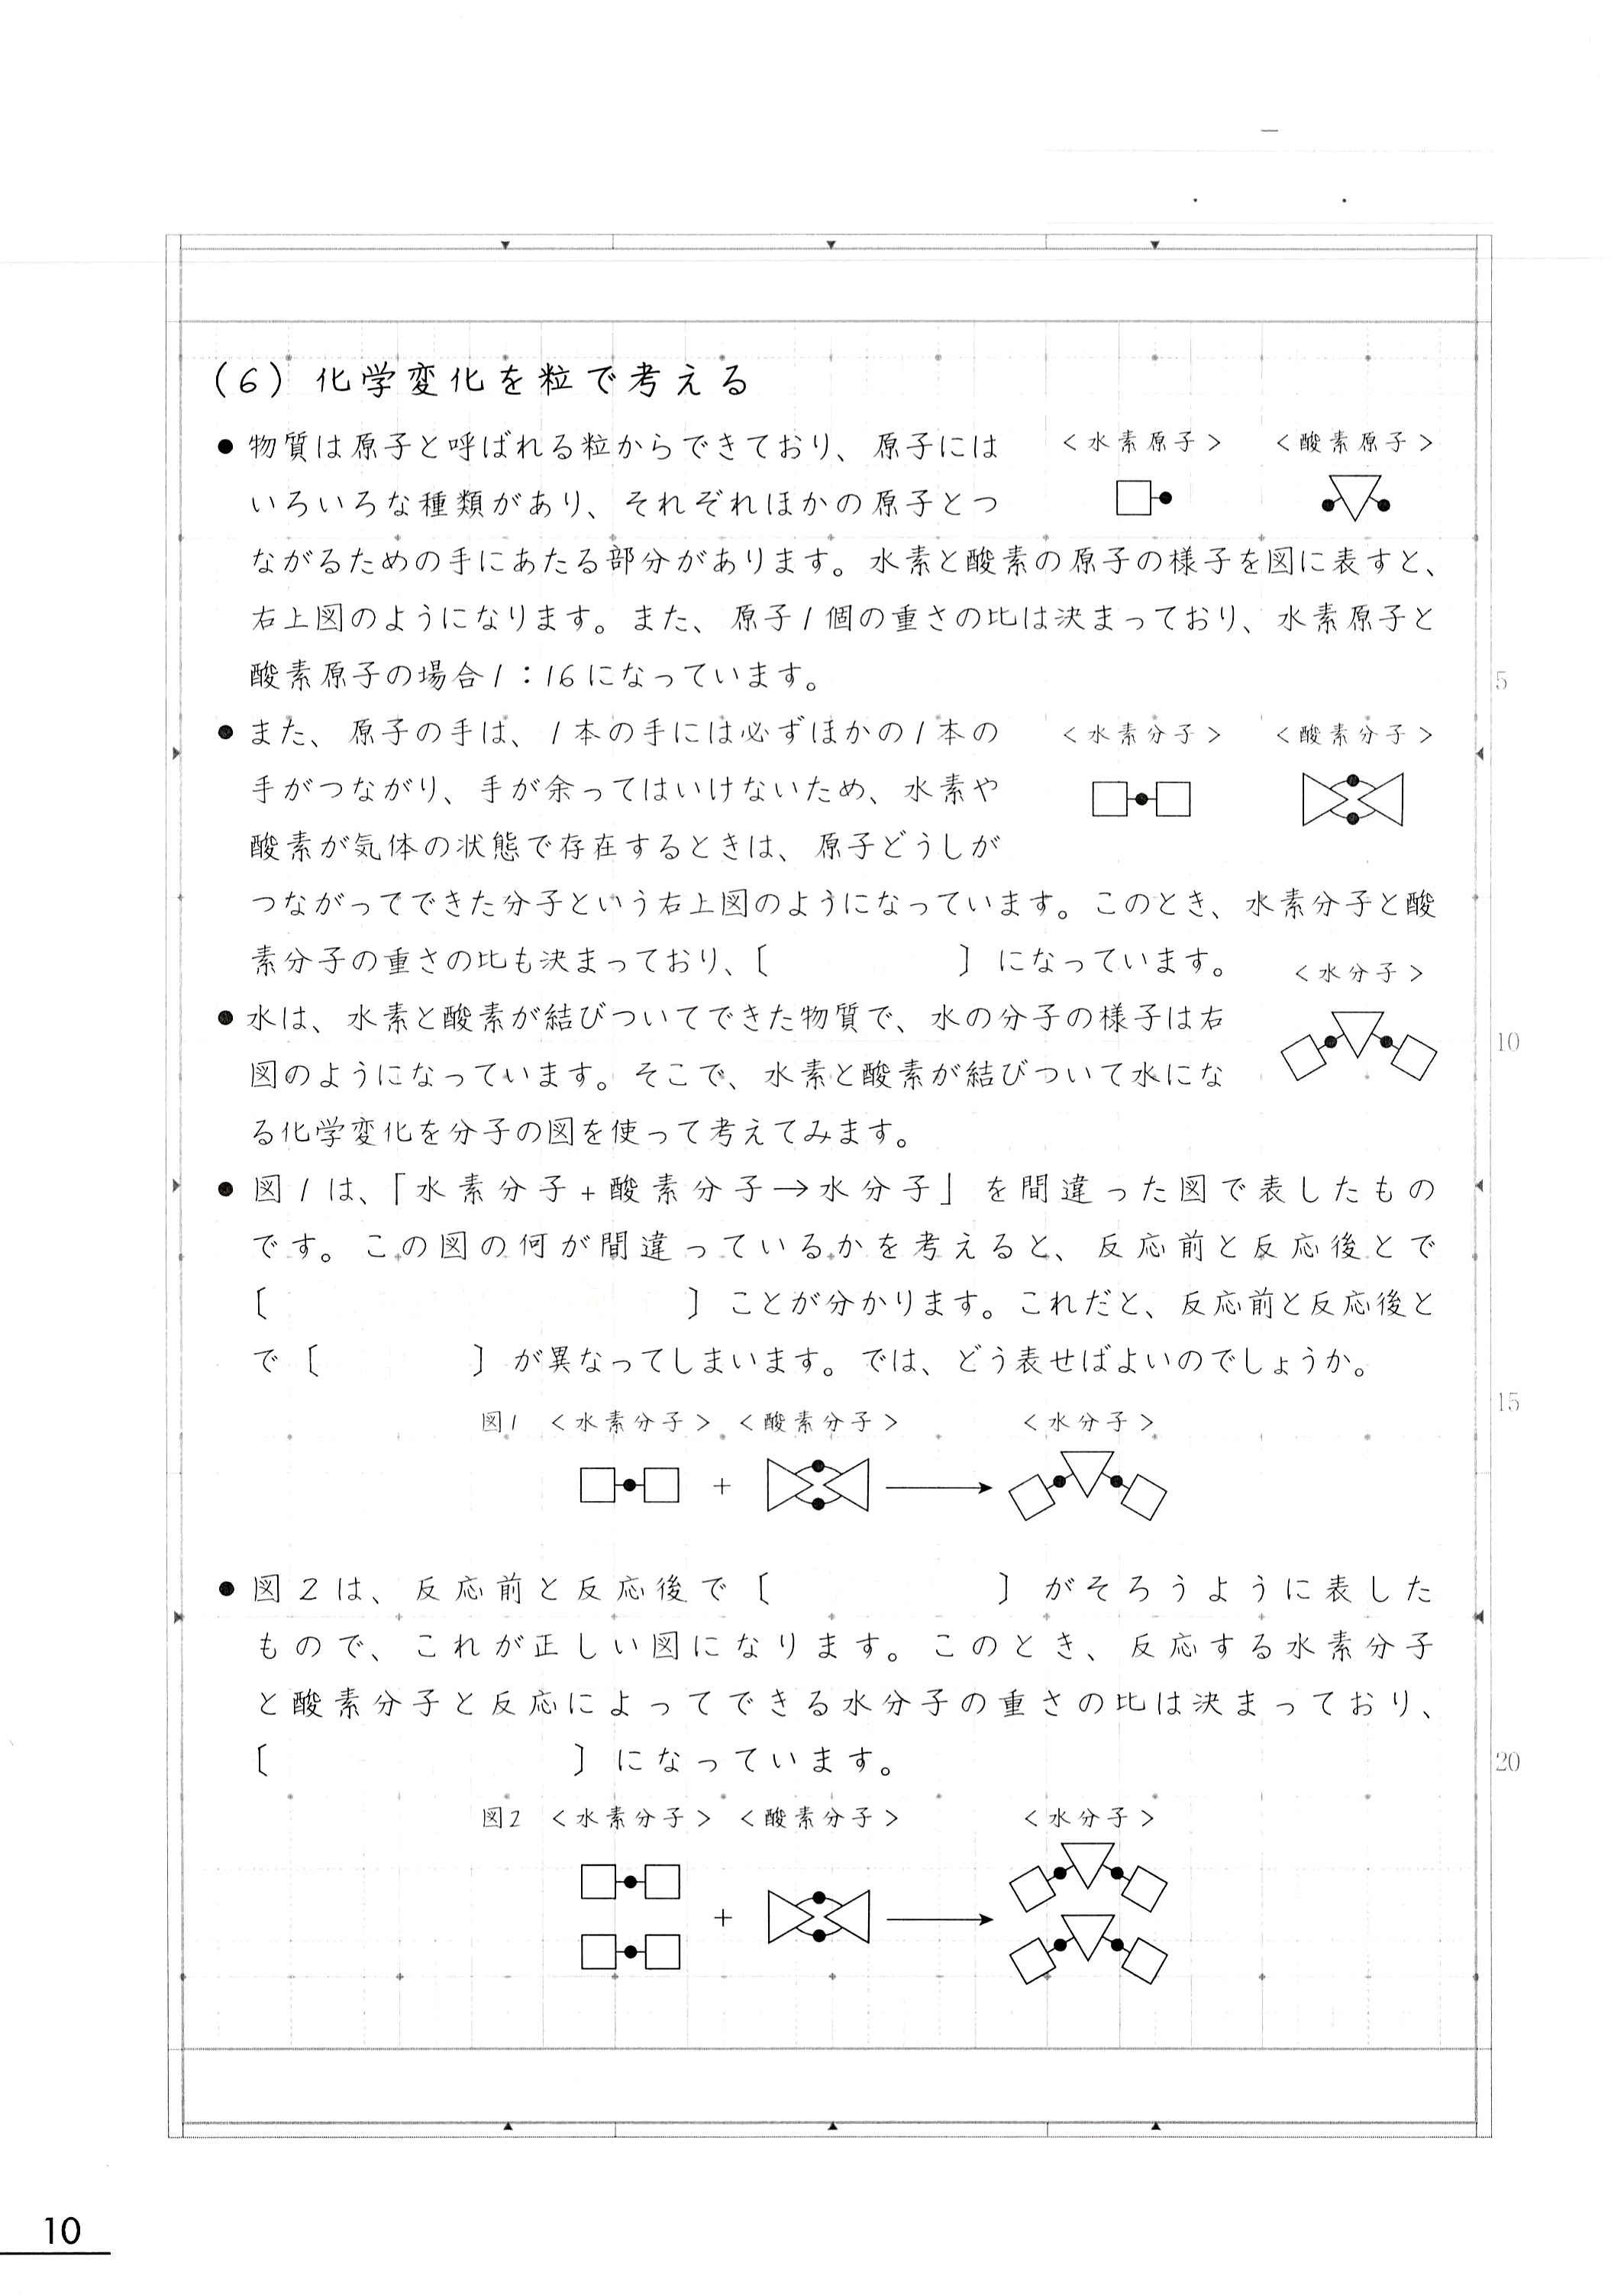 (6) 化学変化を粒で考える
●物質は原子と呼ばれる粒からできており、原子には
いろいろな種類があり、それぞれほかの原子とつ
<水素原子> <酸素原子>
ながるための手にあたる部分があります。水素と酸素の原子の様子を図に表すと、
右上図のようになります。また、原子1個の重さの比は決まっており、水素原子と
酸素原子の場合1:16になっています。
5
●また、原子の手は、1本の手には必ずほかの1本の
手がつながり、手が余ってはいけないため、水素や
酸素が気体の状態で存在するときは、原子どうしが
<水素分子> <酸素分子>
つながってできた分子という右上図のようになっています。このとき、水素分子と酸
素分子の重さの比も決まっており、〔 〕になっています。
●水は、水素と酸素が結びついてできた物質で、水の分子の様子は右
図のようになっています。そこで、水素と酸素が結びついて水にな
る化学変化を分子の図を使って考えてみます。
<水分子>
10
●図1は、「水素分子+酸素分子→水分子」を間違った図で表したもの
です。この図の何が間違っているかを考えると、反応前と反応後とで
〔 〕ことが分かります。これだと、反応前と反応後と
で〔 〕が異なってしまいます。では、どう表せばよいのでしょうか。
15
図1 <水素分子> <酸素分子> <水分子>
+
●図2は、反応前と反応後で〔 〕がそろうように表した
もので、これが正しい図になります。このとき、反応する水素分子
と酸素分子と反応によってできる水分子の重さの比は決まっており、
〔 〕になっています。
20
図2 <水素分子> <酸素分子> <水分子>
+
10